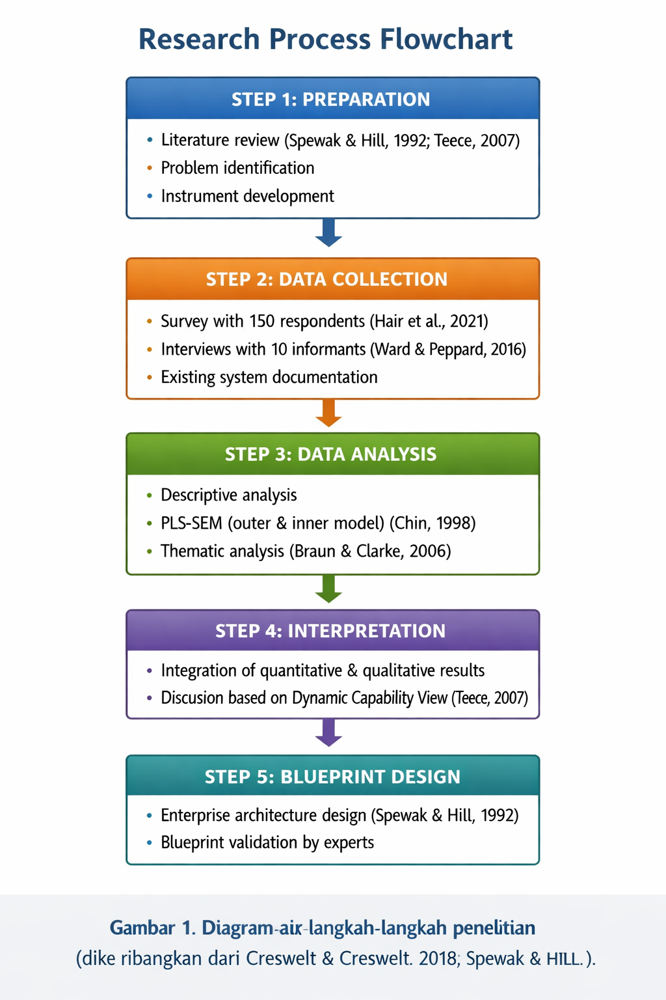 Research Process Flowchart
STEP 1: PREPARATION
• Literature review (Spewak & Hill, 1992; Teece, 2007)
• Problem identification
• Instrument development
STEP 2: DATA COLLECTION
• Survey with 150 respondents (Hair et al., 2021)
• Interviews with 10 informants (Ward & Peppard, 2016)
• Existing system documentation
STEP 3: DATA ANALYSIS
• Descriptive analysis
• PLS-SEM (outer & inner model) (Chin, 1998)
• Thematic analysis (Braun & Clarke, 2006)
STEP 4: INTERPRETATION
• Integration of quantitative & qualitative results
• Discusion based on Dynamic Capability View (Teece, 2007)
STEP 5: BLUEPRINT DESIGN
• Enterprise architecture design (Spewak & Hill, 1992)
• Blueprint validation by experts
Gambar 1. Diagram-aix-langkah-langkah penelitian
(dike ribangkan dari Creswelt & Creswelt. 2018; Spewak & HILL.).